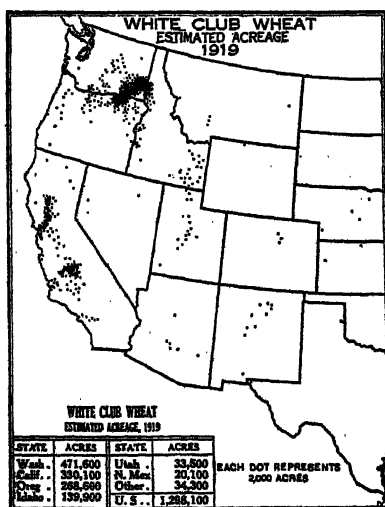 WHITE CLUB WHEAT
ESTIMATED ACREAGE
1919
WHITE CLUB WHEAT
ESTIMATED ACREAGE, 1919
STATE ACRES STATE ACRES
Wash. 471,600 Utah . 33,500
Calif. . 330,100 N. Mex 20,100
Oreg 268,600 Other . 34,300
Idaho . 139,900 U. S. . 1,298,100
EACH DOT REPRESENTS
2,000 ACRES